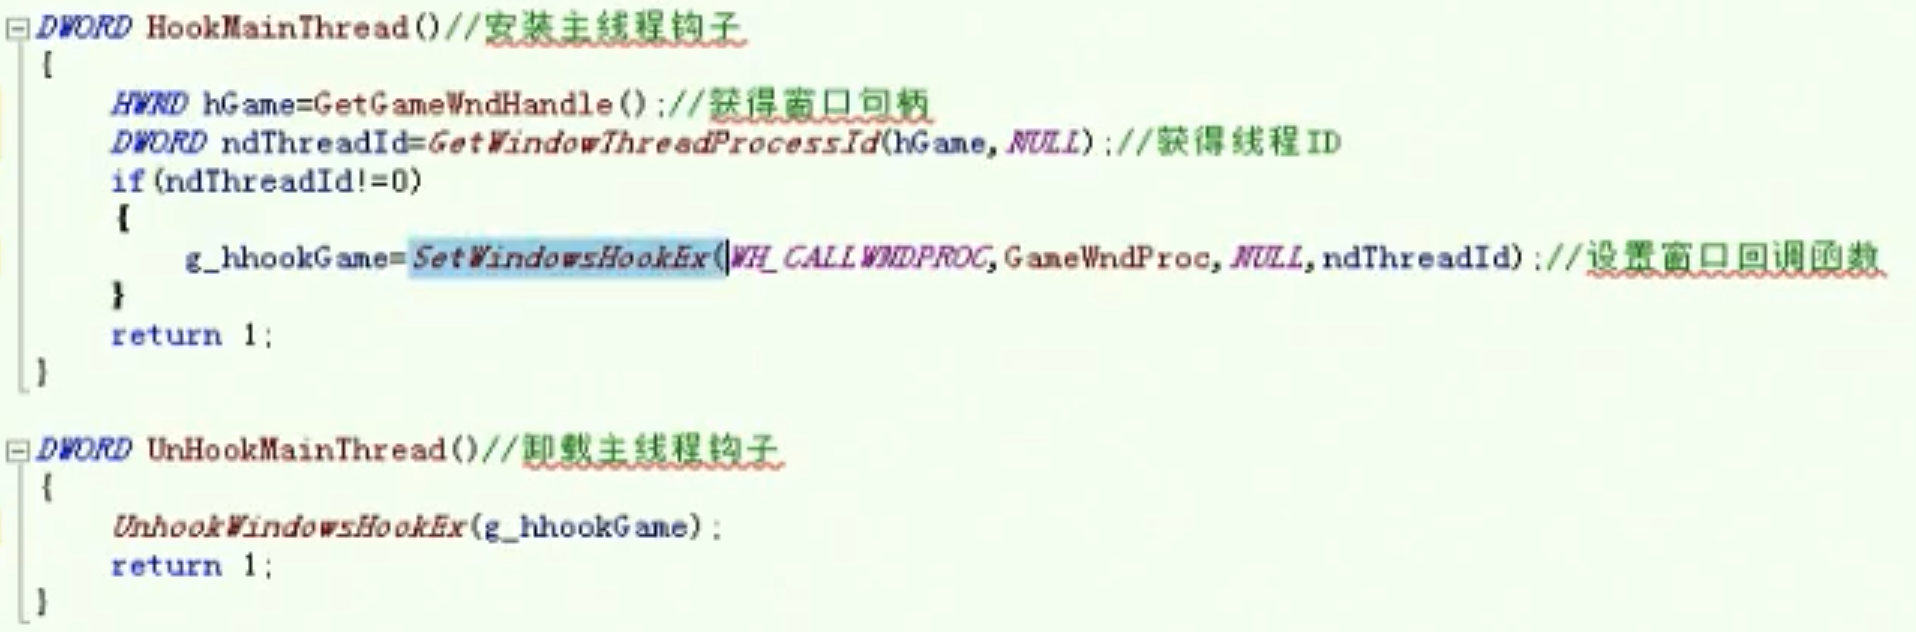 DWORD HookMainThread()//安装主线程钩子
{
HWND hGame=GetGameWndHandle();//获得窗口句柄
DWORD ndThreadId=GetWindowThreadProcessId(hGame,NULL);//获得线程ID
if(ndThreadId!=0)
{
g_hhookGame=SetWindowsHookEx(WH_CALLWNDPROC,GameWndProc,NULL,ndThreadId);//设置窗口回调函数
}
return 1;
}
DWORD UnHookMainThread()//卸载主线程钩子
{
UnhookWindowsHookEx(g_hhookGame);
return 1;
}